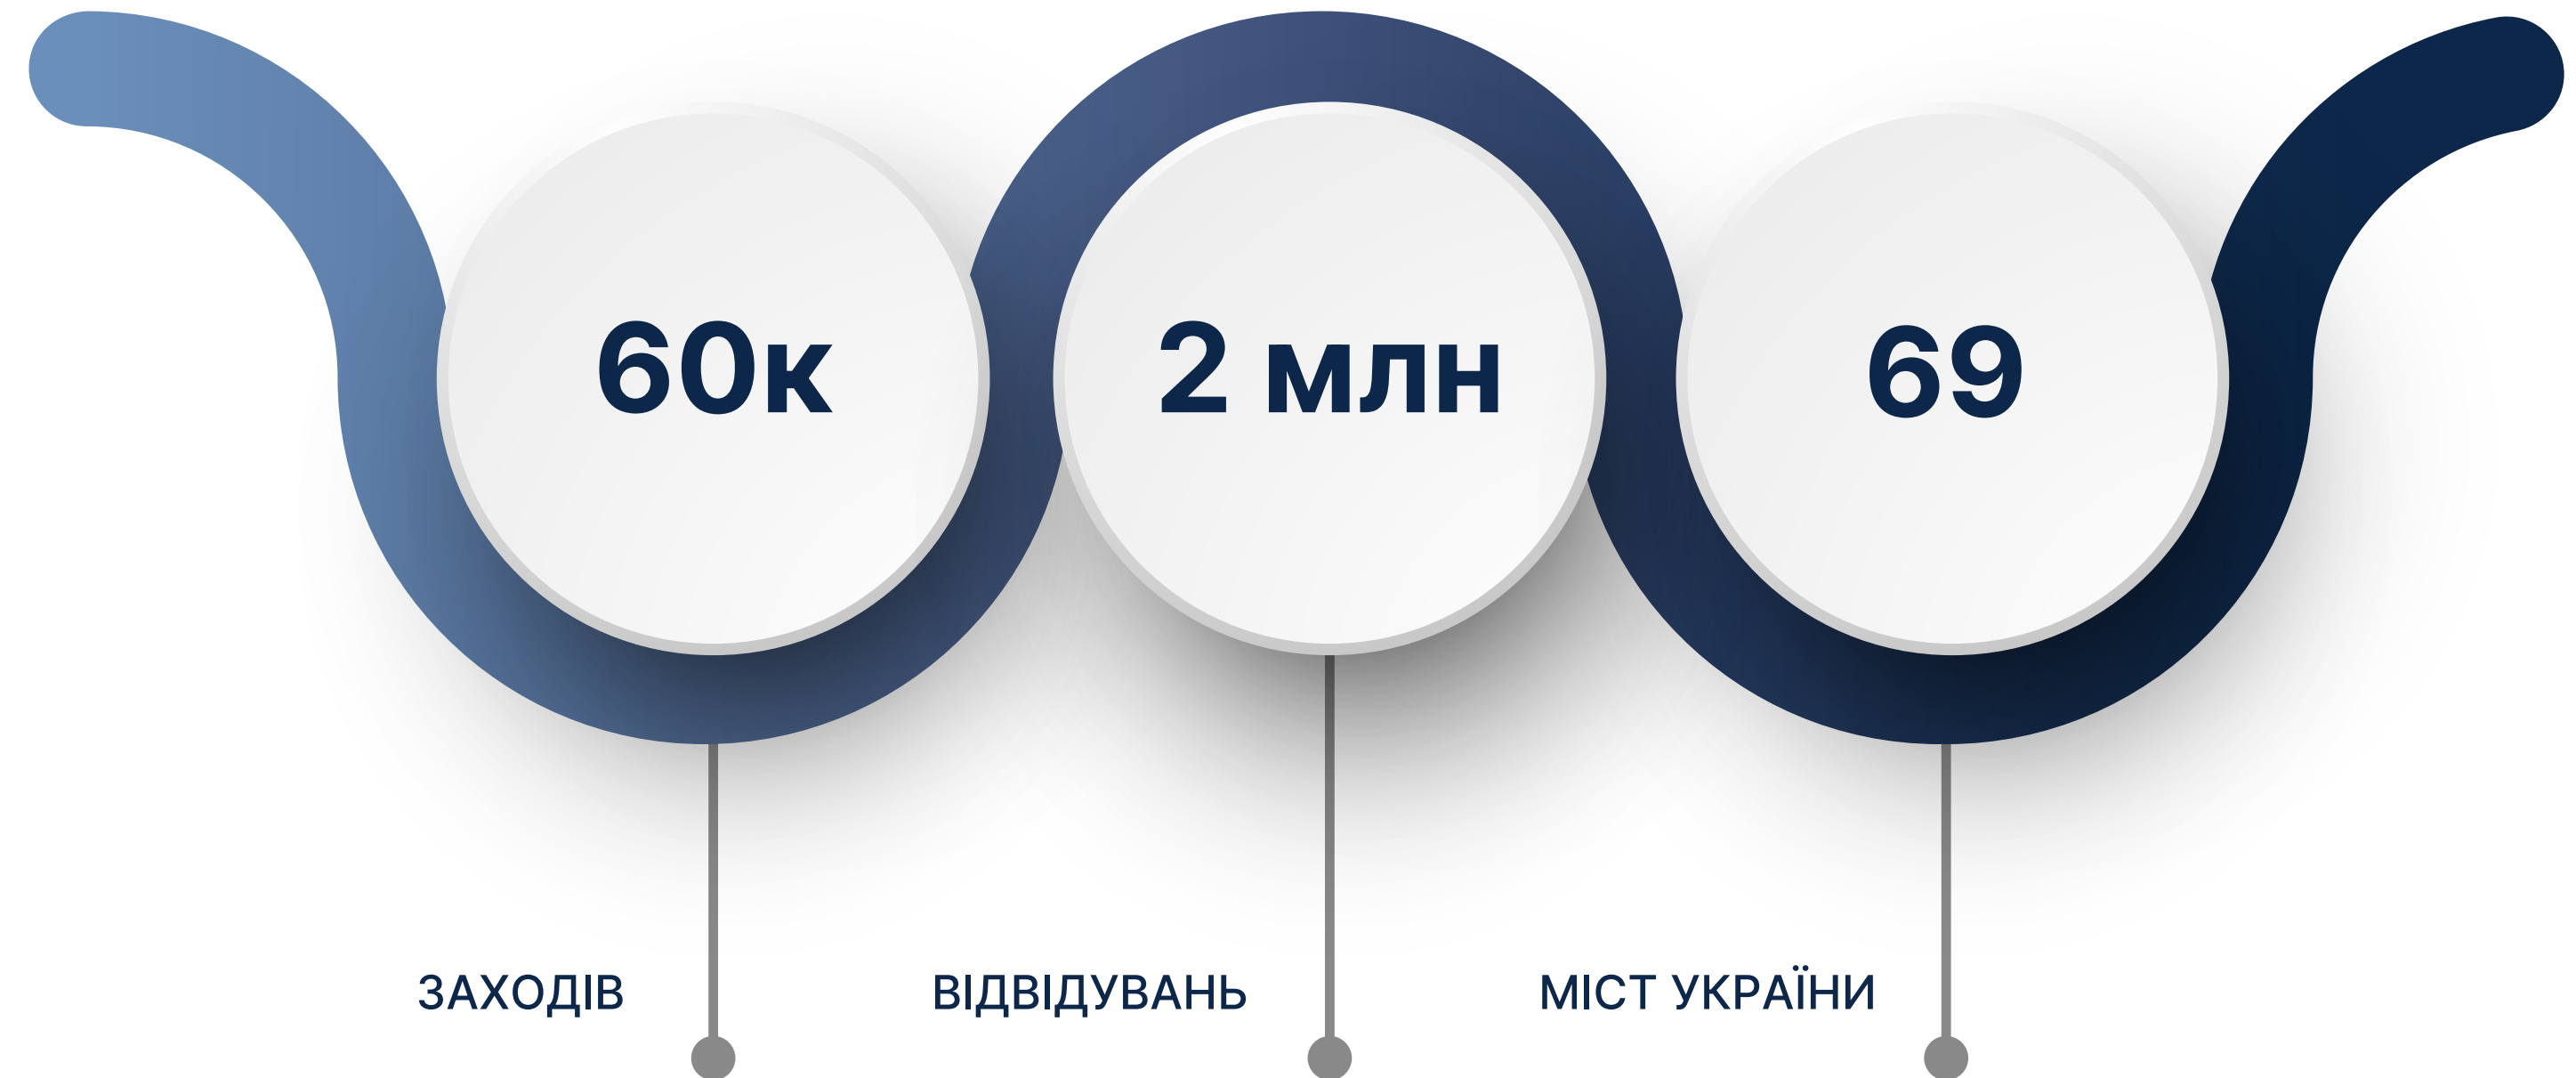 60к
2 млн
69
ЗАХОДІВ
ВІДВІДУВАНЬ
МІСТ УКРАЇНИ